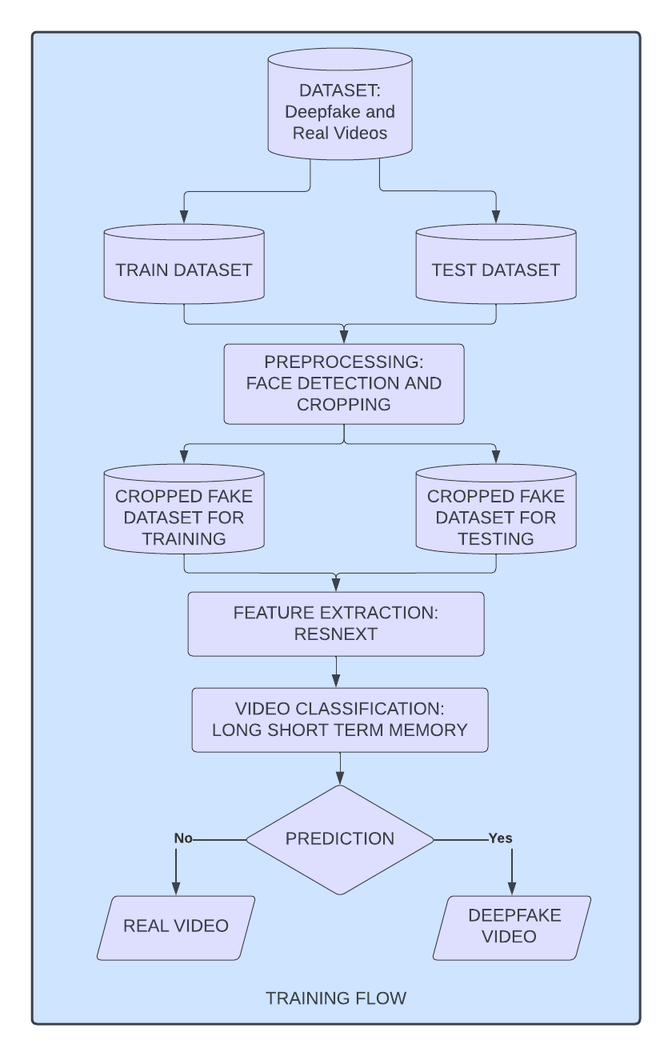 DATASET:
Deepfake and
Real Videos
TRAIN DATASET
TEST DATASET
PREPROCESSING:
FACE DETECTION AND
CROPPING
CROPPED FAKE
DATASET FOR
TRAINING
CROPPED FAKE
DATASET FOR
TESTING
FEATURE EXTRACTION:
RESNEXT
VIDEO CLASSIFICATION:
LONG SHORT TERM MEMORY
PREDICTION
No
Yes
REAL VIDEO
DEEPFAKE
VIDEO
TRAINING FLOW